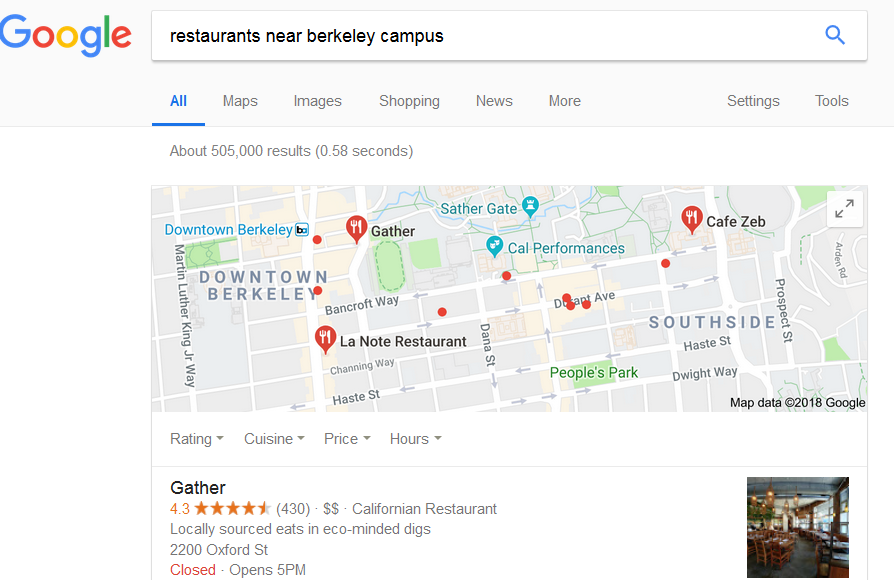 Google
restaurants near berkeley campus
All Maps Images Shopping News More Settings Tools
About 505,000 results (0.58 seconds)
Sather Gate
Downtown Berkeley
Gather
Cafe Zeb
Cal Performances
Arden Rd
Martin Luther King Jr Way
DOWNTOWN
BERKELEY
Bancroft Way
Durant Ave
Prospect St
SOUTHSIDE
Dana St
La Note Restaurant
Haste St
Channing Way
People's Park
Dwight Way
Haste St
Map data ©2018 Google
Rating Cuisine Price Hours
Gather
4.3 (430) · $$ · Californian Restaurant
Locally sourced eats in eco-minded digs
2200 Oxford St
Closed · Opens 5PM